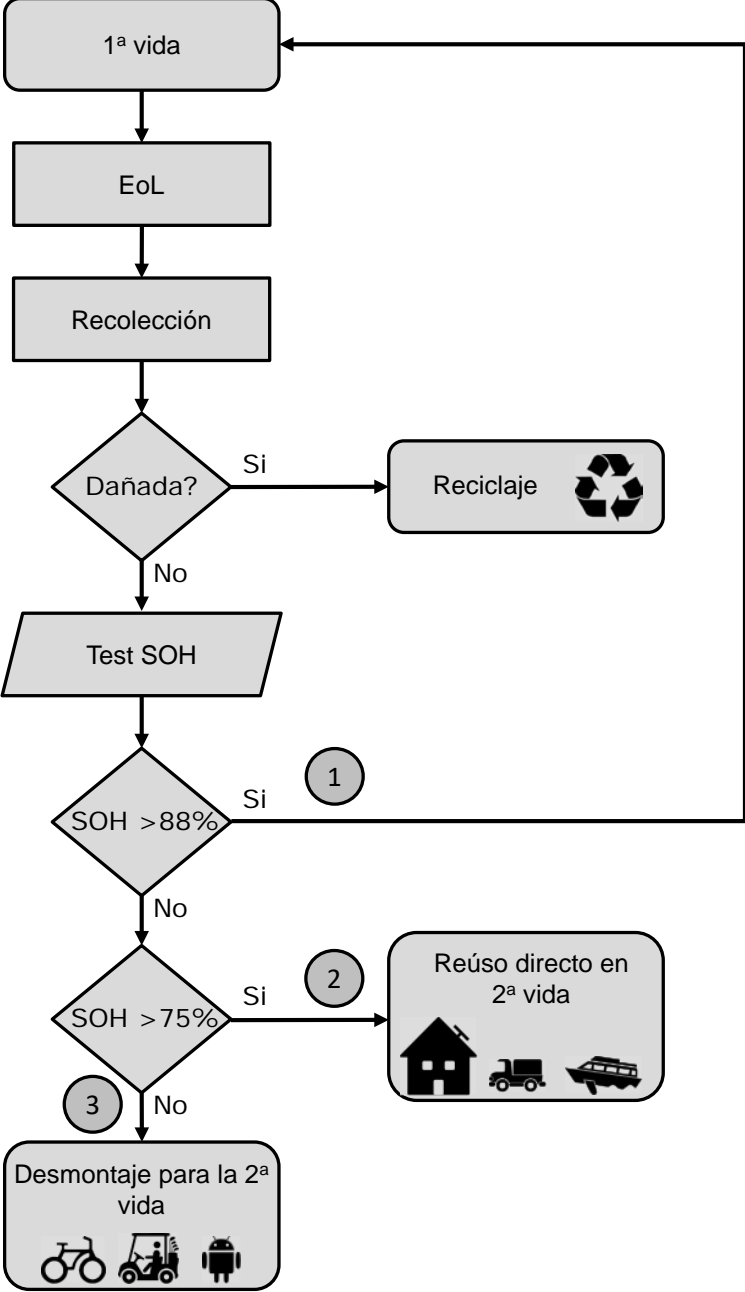 1ª vida
EoL
Recolección
Dañada?
Si
Reciclaje
No
Test SOH
1
Si
SOH >88%
No
2
Si
SOH >75%
Reúso directo en
2ª vida
3
No
Desmontaje para la 2ª
vida